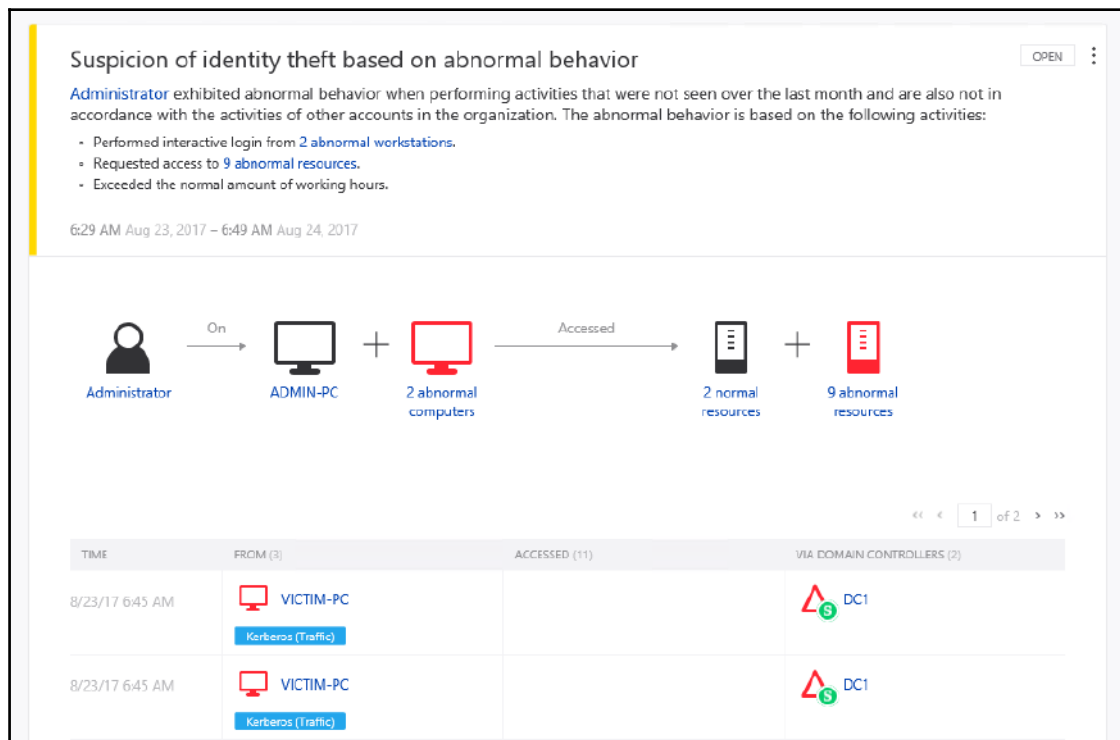 Suspicion of identity theft based on abnormal behavior
OPEN
Administrator exhibited abnormal behavior when performing activities that were not seen over the last month and are also not in
accordance with the activities of other accounts in the organization. The abnormal behavior is based on the following activities:
- Performed interactive login from 2 abnormal workstations.
- Requested access to 9 abnormal resources.
- Exceeded the normal amount of working hours.
6:29 AM Aug 23, 2017 – 6:49 AM Aug 24, 2017
On
Accessed
Administrator
ADMIN-PC
2 abnormal
computers
2 normal
resources
9 abnormal
resources
1 of 2
TIME FROM (3) ACCESSED (11) VIA DOMAIN CONTROLLERS (2)
8/23/17 6:45 AM VICTIM-PC S DC1
Kerberos (Traffic)
8/23/17 6:45 AM VICTIM-PC S DC1
Kerberos (Traffic)